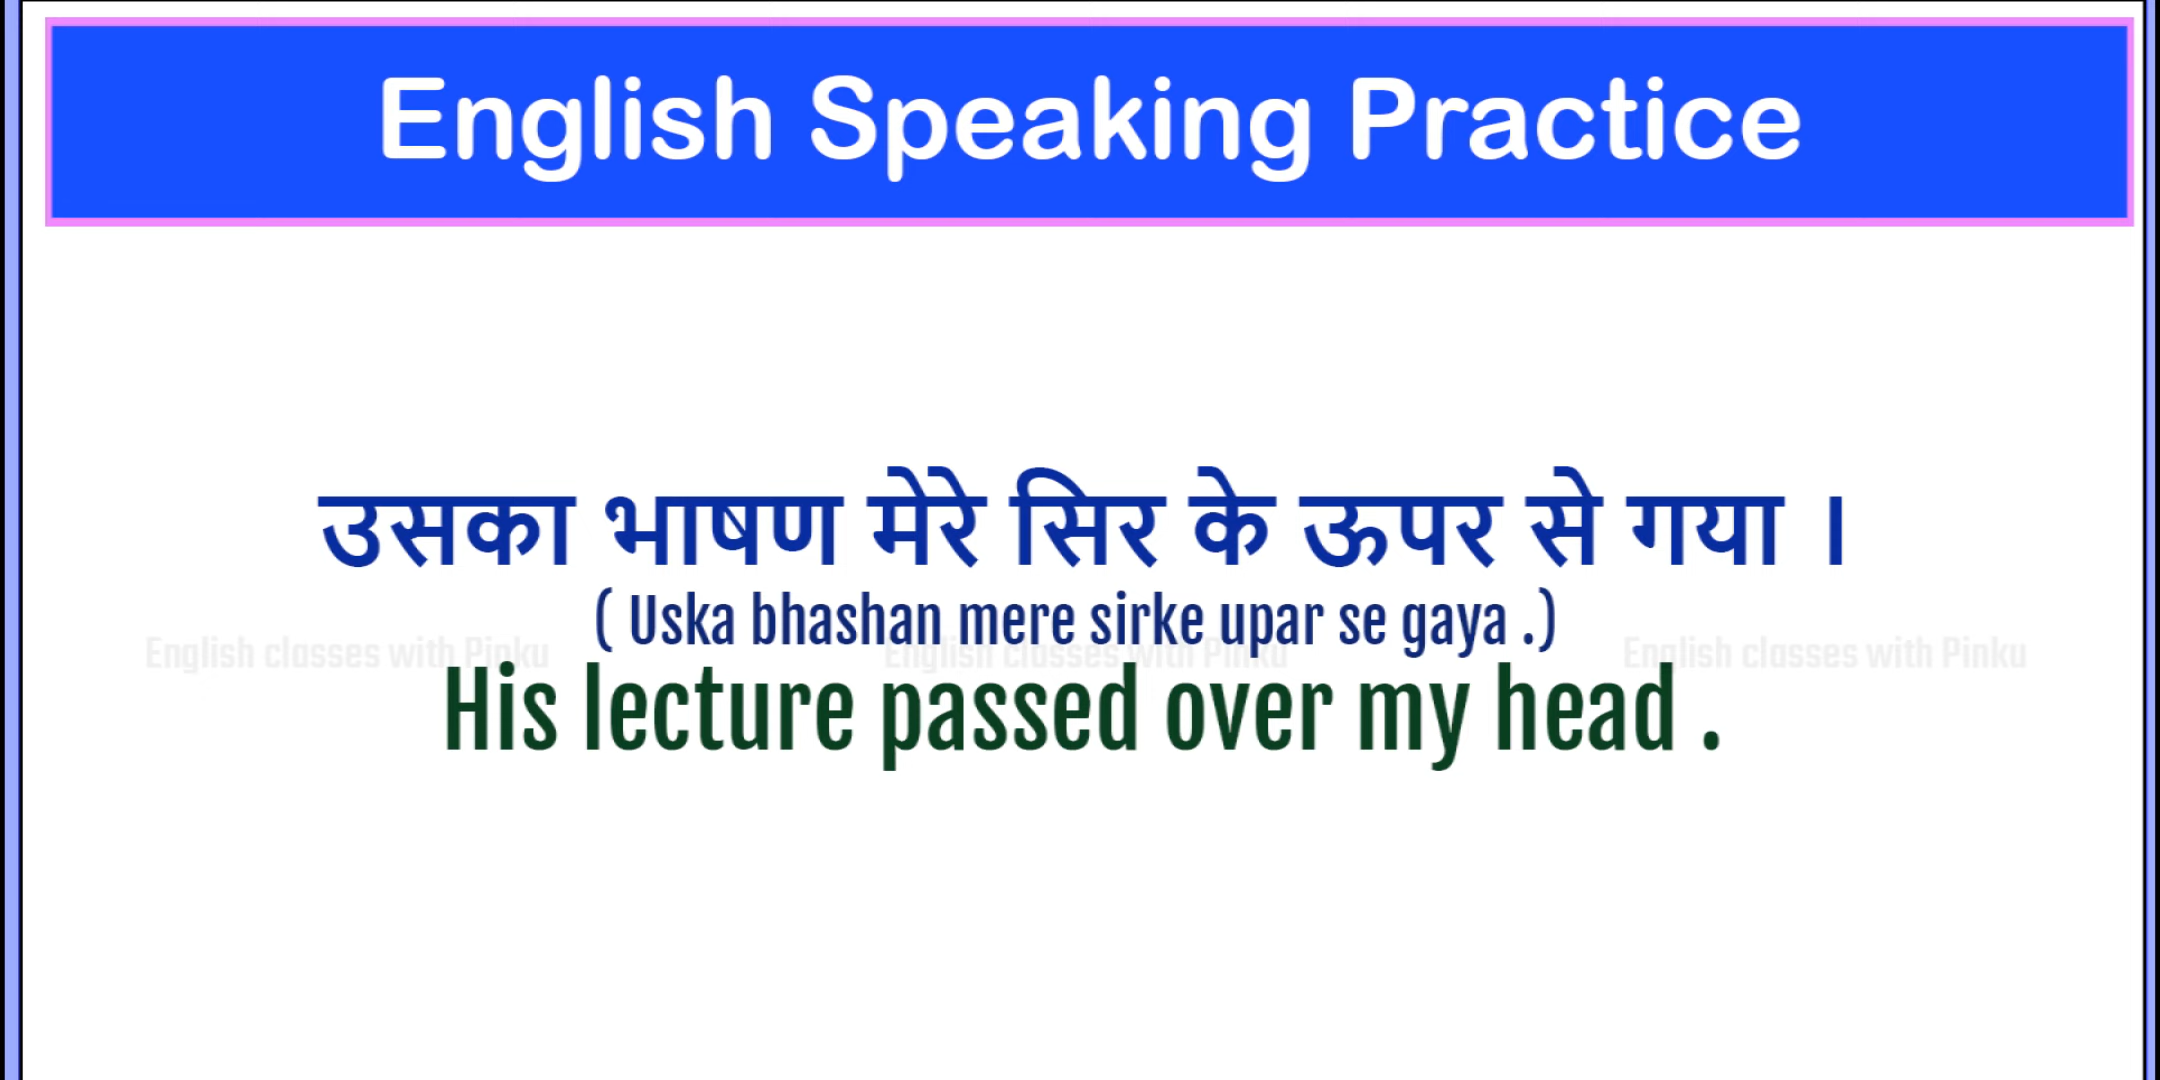 English Speaking Practice
उसका भाषण मेरे सिर के ऊपर से गया ।
( Uska bhashan mere sirke upar se gaya .)
English classes with Pinku English classes with Pinku English classes with Pinku
His lecture passed over my head .